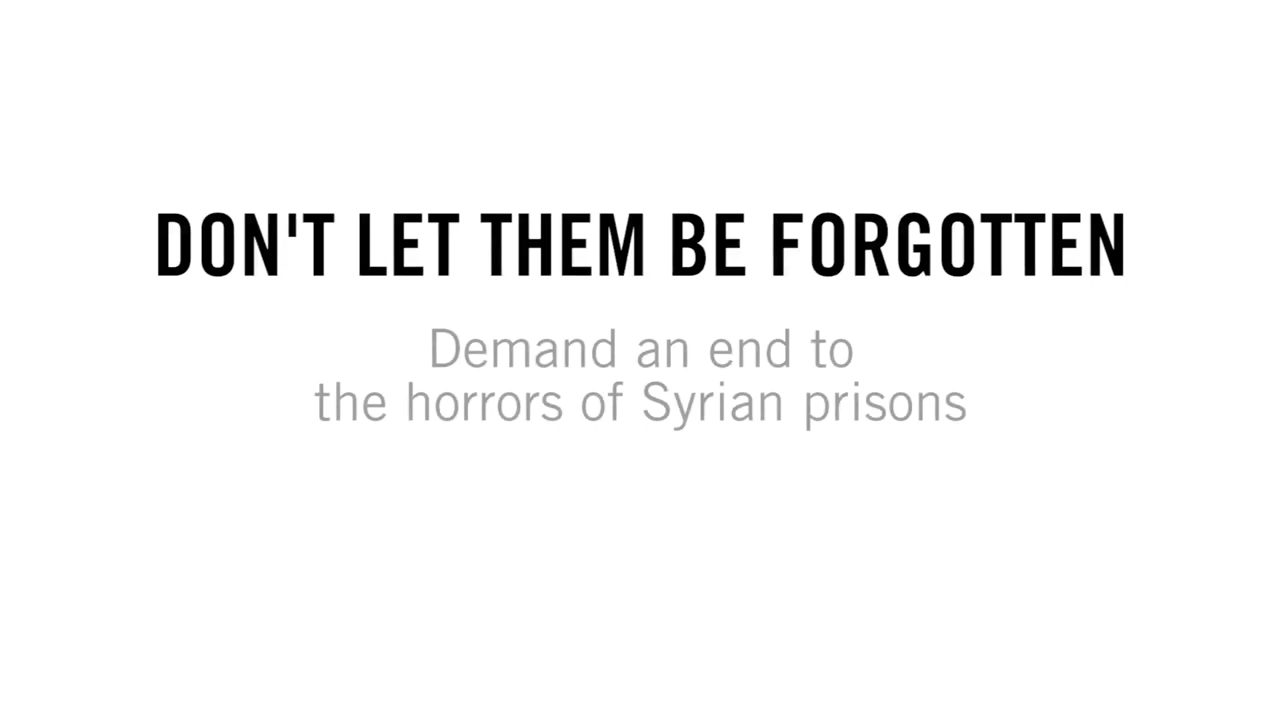 DON'T LET THEM BE FORGOTTEN
Demand an end to
the horrors of Syrian prisons